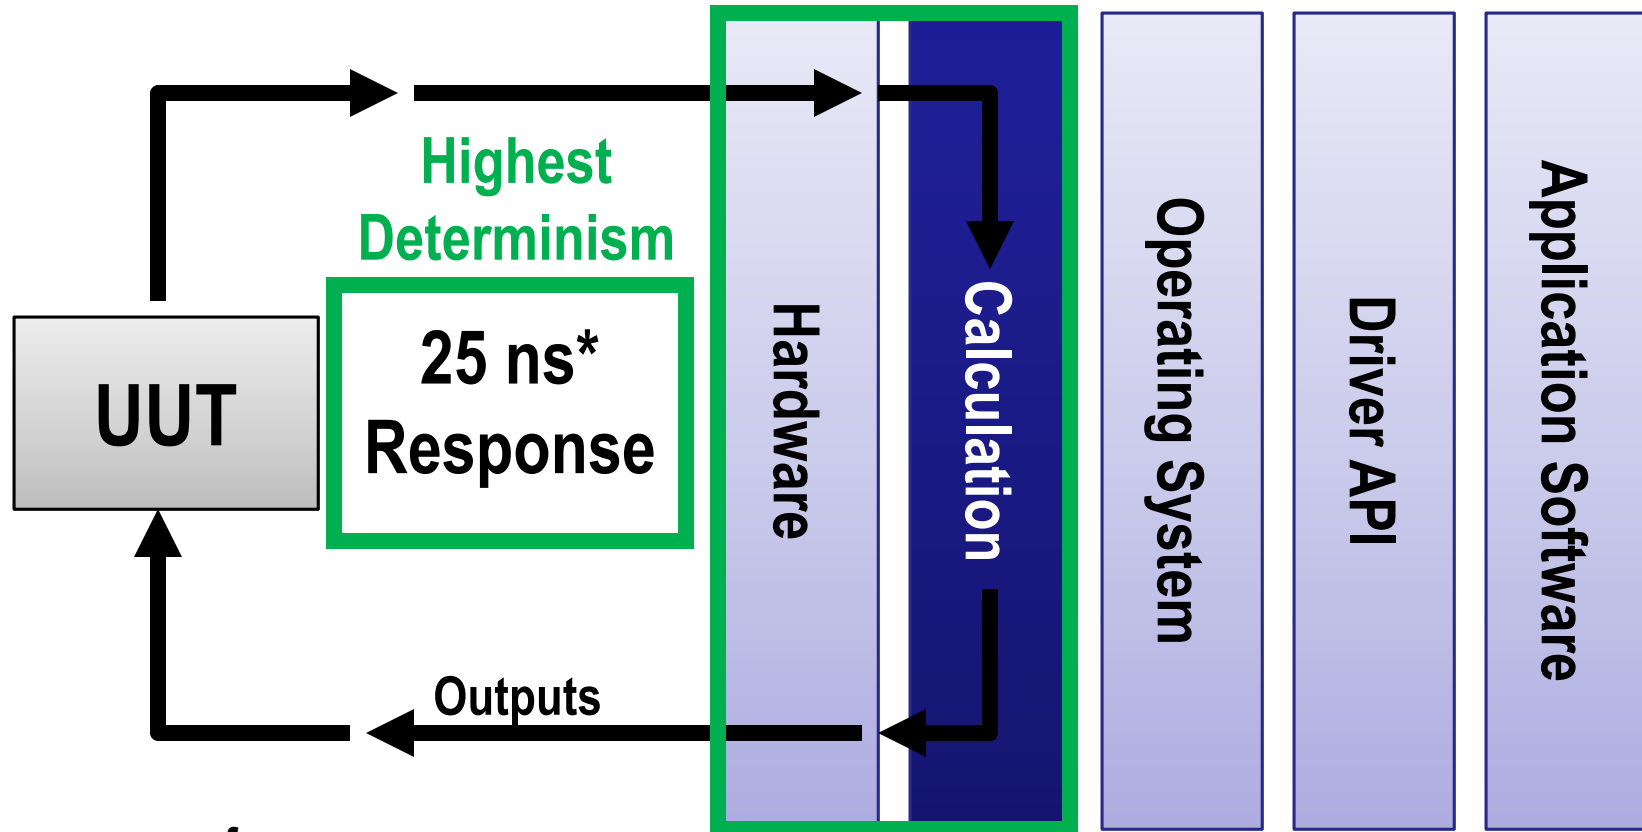 Highest
Determinism
UUT
25 ns*
Response
Outputs
Hardware
Calculation
Operating System
Driver API
Application Software